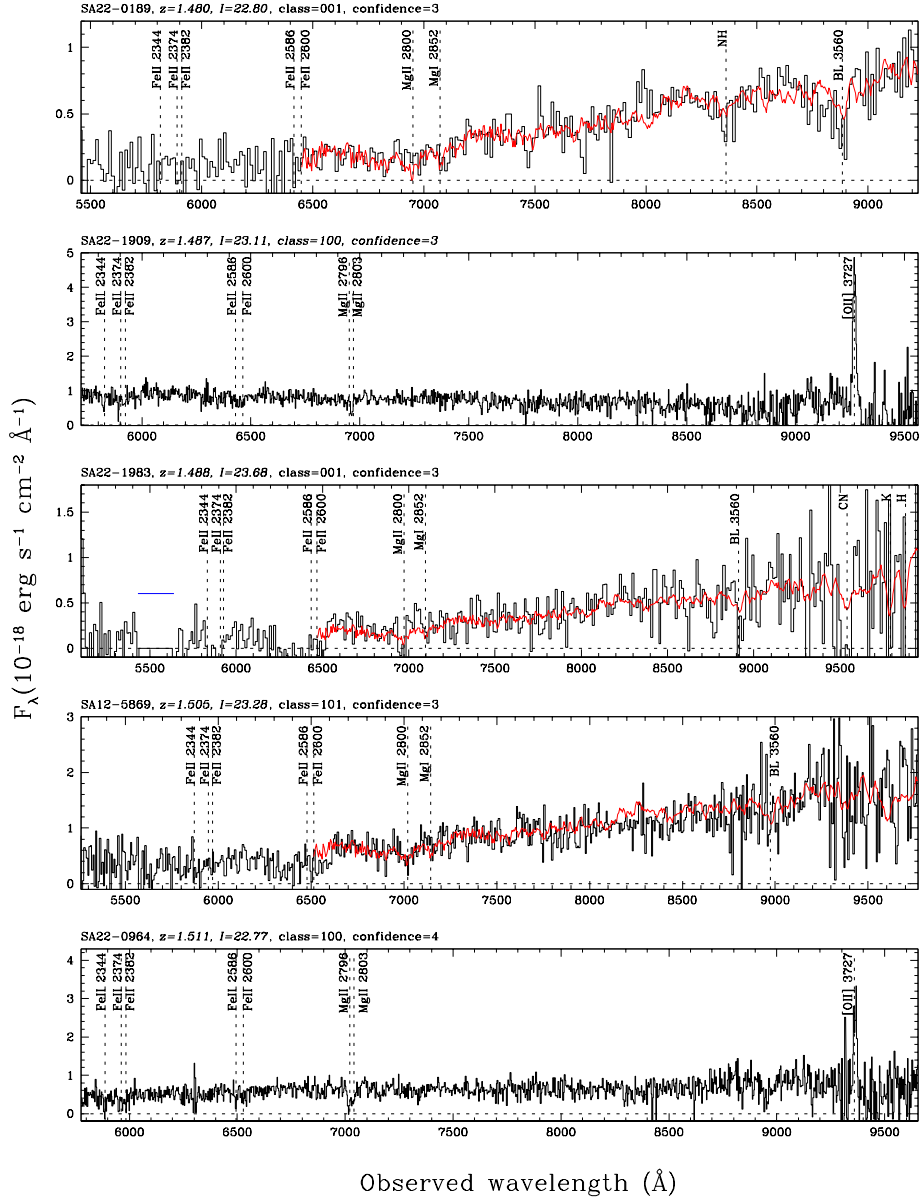 SA22-0189, z=1.480, I=22.80, class=001, confidence=3
FeII 2344
FeII 2374
FeII 2382
FeII 2586
FeII 2600
MgII 2800
MgI 2852
NH
BL 3560
1
0.5
0
5500 6000 6500 7000 7500 8000 8500 9000
SA22-1909, z=1.487, I=23.11, class=100, confidence=3
FeII 2344
FeII 2374
FeII 2382
FeII 2586
FeII 2600
MgII 2796
MgII 2803
[OII] 3727
5
4
3
2
1
0
6000 6500 7000 7500 8000 8500 9000 9500
SA22-1983, z=1.488, I=23.68, class=001, confidence=3
FeII 2344
FeII 2374
FeII 2382
FeII 2586
FeII 2600
MgII 2800
MgI 2852
BL 3560
CN
K
H
1.5
1
0.5
0
5500 6000 6500 7000 7500 8000 8500 9000 9500
SA12-5869, z=1.505, I=23.28, class=101, confidence=3
FeII 2344
FeII 2374
FeII 2382
FeII 2586
FeII 2600
MgII 2800
MgI 2852
BL 3560
3
2
1
0
5500 6000 6500 7000 7500 8000 8500 9000 9500
SA22-0964, z=1.511, I=22.77, class=100, confidence=4
FeII 2344
FeII 2374
FeII 2382
FeII 2586
FeII 2600
MgII 2796
MgII 2803
[OII] 3727
4
3
2
1
0
6000 6500 7000 7500 8000 8500 9000 9500
Fλ(10⁻¹⁸ erg s⁻¹ cm⁻² Å⁻¹)
Observed wavelength (Å)